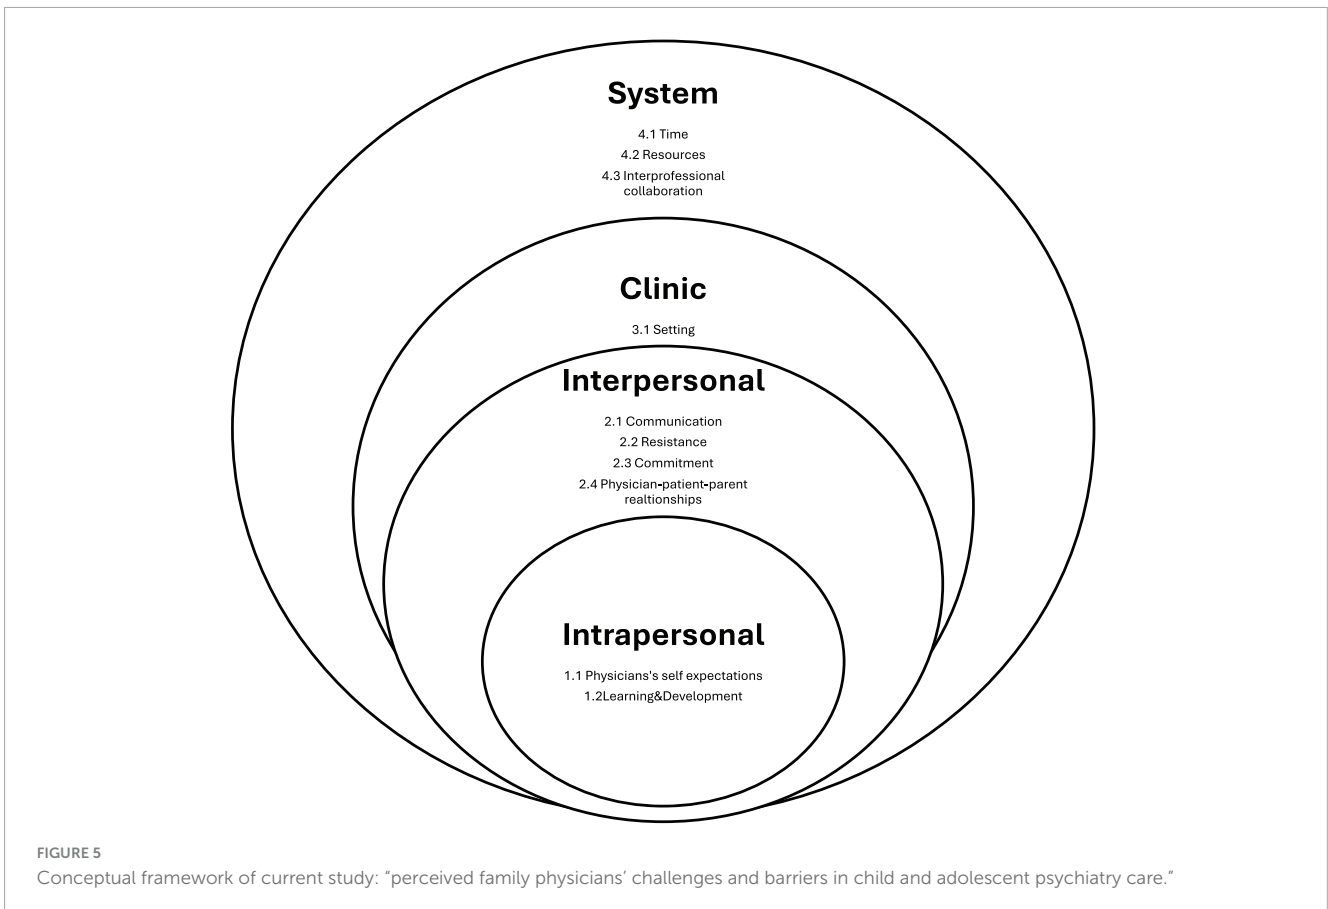 System
4.1 Time
4.2 Resources
4.3 Interprofessional
collaboration
Clinic
3.1 Setting
Interpersonal
2.1 Communication
2.2 Resistance
2.3 Commitment
2.4 Physician-patient-parent
realtionships
Intrapersonal
1.1 Physicians's self expectations
1.2Learning&Development
FIGURE 5
Conceptual framework of current study: “perceived family physicians’ challenges and barriers in child and adolescent psychiatry care.”